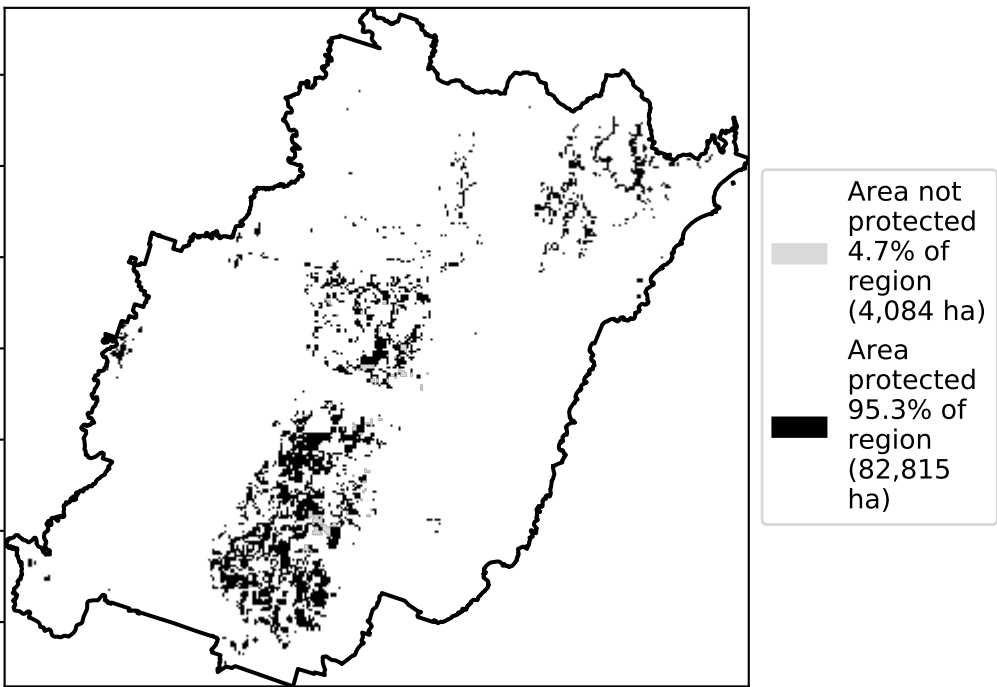 Area not
protected
4.7% of
region
(4,084 ha)
Area
protected
95.3% of
region
(82,815
ha)